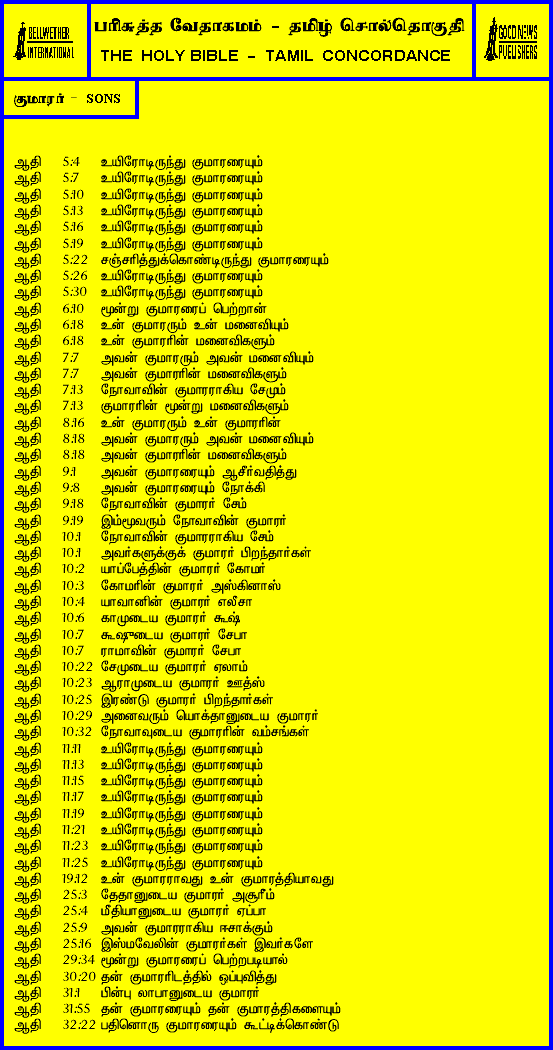 BELLWETHER
INTERNATIONAL
பரிசுத்த வேதாகமம் - தமிழ் சொல்தொகுதி
THE HOLY BIBLE - TAMIL CONCORDANCE
GOOD NEWS
PUBLISHERS
குமாரர் - SONS
ஆதி 5:4 உயிரோடிருந்து குமாரரையும்
ஆதி 5:7 உயிரோடிருந்து குமாரரையும்
ஆதி 5:10 உயிரோடிருந்து குமாரரையும்
ஆதி 5:13 உயிரோடிருந்து குமாரரையும்
ஆதி 5:16 உயிரோடிருந்து குமாரரையும்
ஆதி 5:19 உயிரோடிருந்து குமாரரையும்
ஆதி 5:22 சஞ்சரித்துக்கொண்டிருந்து குமாரரையும்
ஆதி 5:26 உயிரோடிருந்து குமாரரையும்
ஆதி 5:30 உயிரோடிருந்து குமாரரையும்
ஆதி 6:10 மூன்று குமாரரைப் பெற்றான்
ஆதி 6:18 உன் குமாரரும் உன் மனைவியும்
ஆதி 6:18 உன் குமாரரின் மனைவிகளும்
ஆதி 7:7 அவன் குமாரரும் அவன் மனைவியும்
ஆதி 7:7 அவன் குமாரரின் மனைவிகளும்
ஆதி 7:13 நோவாவின் குமாரராகிய சேமும்
ஆதி 7:13 குமாரரின் மூன்று மனைவிகளும்
ஆதி 8:16 உன் குமாரரும் உன் குமாரரின்
ஆதி 8:18 அவன் குமாரரும் அவன் மனைவியும்
ஆதி 8:18 அவன் குமாரரின் மனைவிகளும்
ஆதி 9:1 அவன் குமாரரையும் ஆசீர்வதித்து
ஆதி 9:8 அவன் குமாரரையும் நோக்கி
ஆதி 9:18 நோவாவின் குமாரர் சேம்
ஆதி 9:19 இம்மூவரும் நோவாவின் குமாரர்
ஆதி 10:1 நோவாவின் குமாரராகிய சேம்
ஆதி 10:1 அவர்களுக்குக் குமாரர் பிறந்தார்கள்
ஆதி 10:2 யாப்பேத்தின் குமாரர் கோமர்
ஆதி 10:3 கோமரின் குமாரர் அஸ்கினாஸ்
ஆதி 10:4 யாவானின் குமாரர் எலீசா
ஆதி 10:6 காமுடைய குமாரர் கூஷ்
ஆதி 10:7 கூஷுடைய குமாரர் சேபா
ஆதி 10:7 ராமாவின் குமாரர் சேபா
ஆதி 10:22 சேமுடைய குமாரர் ஏலாம்
ஆதி 10:23 ஆராமுடைய குமாரர் ஊத்ஸ்
ஆதி 10:25 இரண்டு குமாரர் பிறந்தார்கள்
ஆதி 10:29 அனைவரும் யொக்தானுடைய குமாரர்
ஆதி 10:32 நோவாவுடைய குமாரரின் வம்சங்கள்
ஆதி 11:11 உயிரோடிருந்து குமாரரையும்
ஆதி 11:13 உயிரோடிருந்து குமாரரையும்
ஆதி 11:15 உயிரோடிருந்து குமாரரையும்
ஆதி 11:17 உயிரோடிருந்து குமாரரையும்
ஆதி 11:19 உயிரோடிருந்து குமாரரையும்
ஆதி 11:21 உயிரோடிருந்து குமாரரையும்
ஆதி 11:23 உயிரோடிருந்து குமாரரையும்
ஆதி 11:25 உயிரோடிருந்து குமாரரையும்
ஆதி 19:12 உன் குமாரராவது உன் குமாரத்தியாவது
ஆதி 25:3 தேதானுடைய குமாரர் அசூரீம்
ஆதி 25:4 மீதியானுடைய குமாரர் ஏப்பா
ஆதி 25:9 அவன் குமாரராகிய ஈசாக்கும்
ஆதி 25:16 இஸ்மவேலின் குமாரர்கள் இவர்களே
ஆதி 29:34 மூன்று குமாரரைப் பெற்றபடியால்
ஆதி 30:20 தன் குமாரரிடத்தில் ஒப்புவித்து
ஆதி 31:1 பின்பு லாபானுடைய குமாரர்
ஆதி 31:55 தன் குமாரரையும் தன் குமாரத்திகளையும்
ஆதி 32:22 பதினொரு குமாரரையும் கூட்டிக்கொண்டு